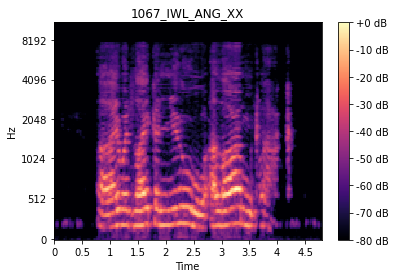 1067_IWL_ANG_XX
Hz
8192
4096
2048
1024
512
0
0 0.5 1 1.5 2 2.5 3 3.5 4 4.5
Time
+0 dB
-10 dB
-20 dB
-30 dB
-40 dB
-50 dB
-60 dB
-70 dB
-80 dB